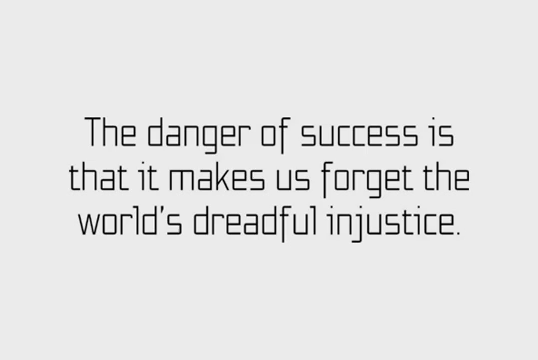 The danger of success is
that it makes us forget the
world's dreadful injustice.